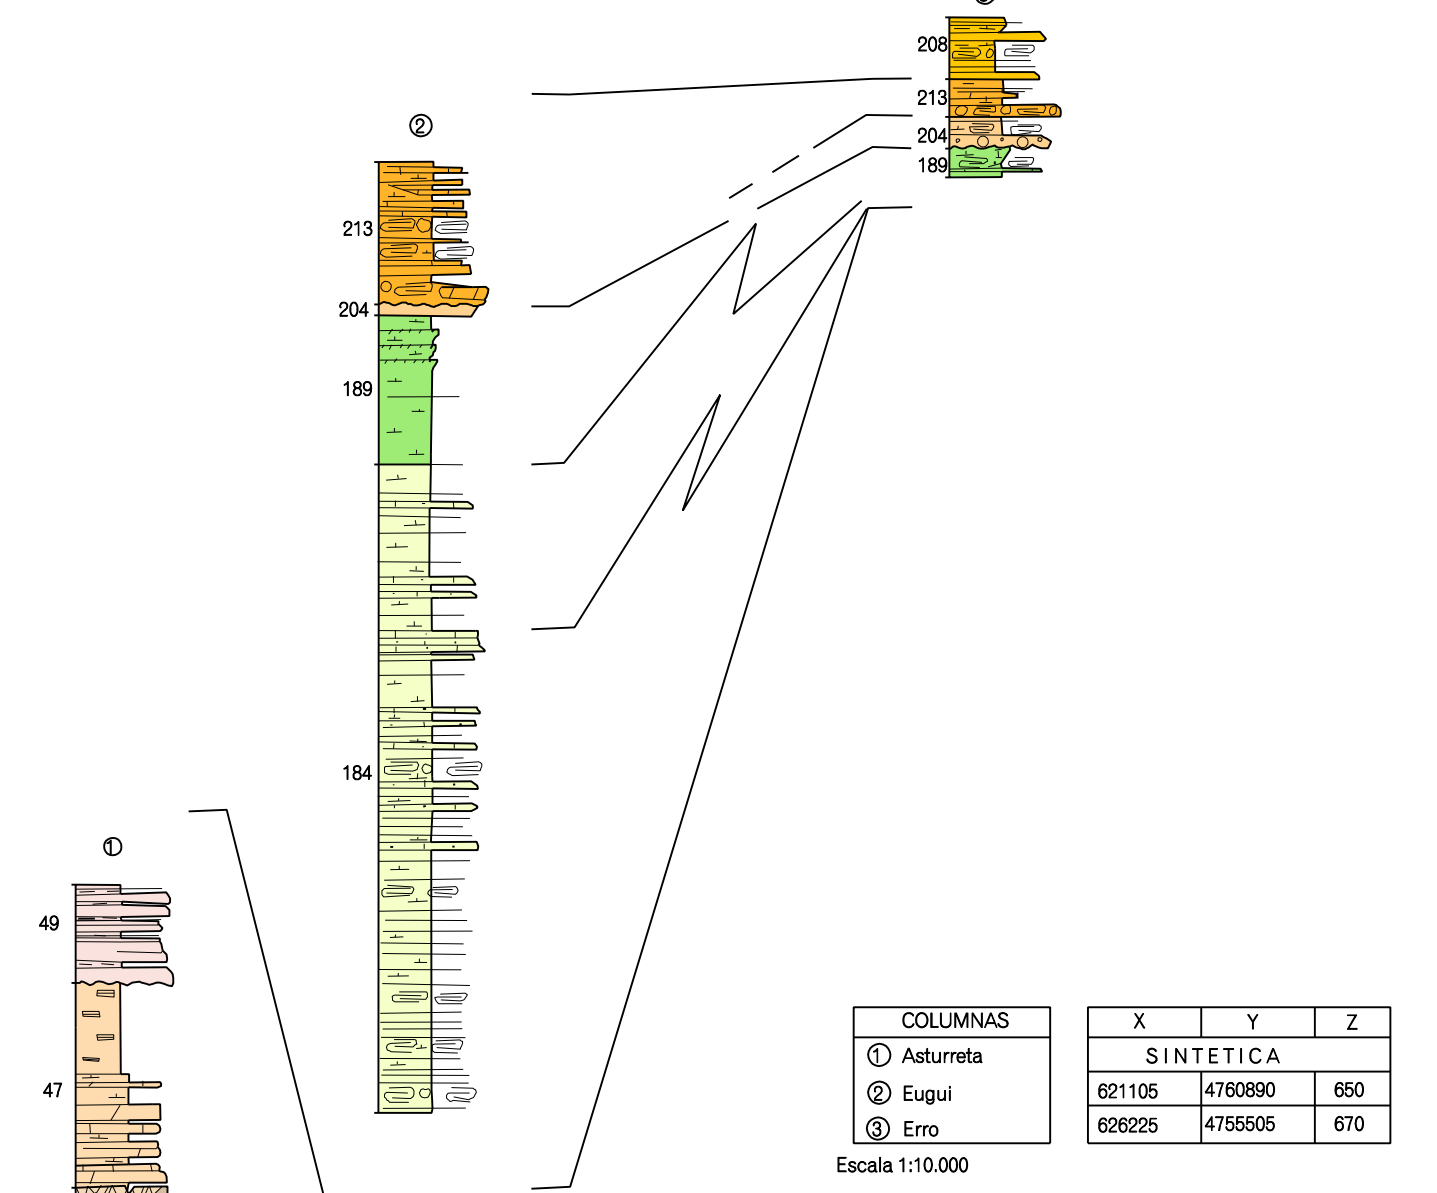 208
213
204
189
②
213
204
189
184
①
49
47
COLUMNAS
① Asturreta
② Eugui
③ Erro
Escala 1:10.000
X Y Z
SINTETICA
621105 4760890 650
626225 4755505 670